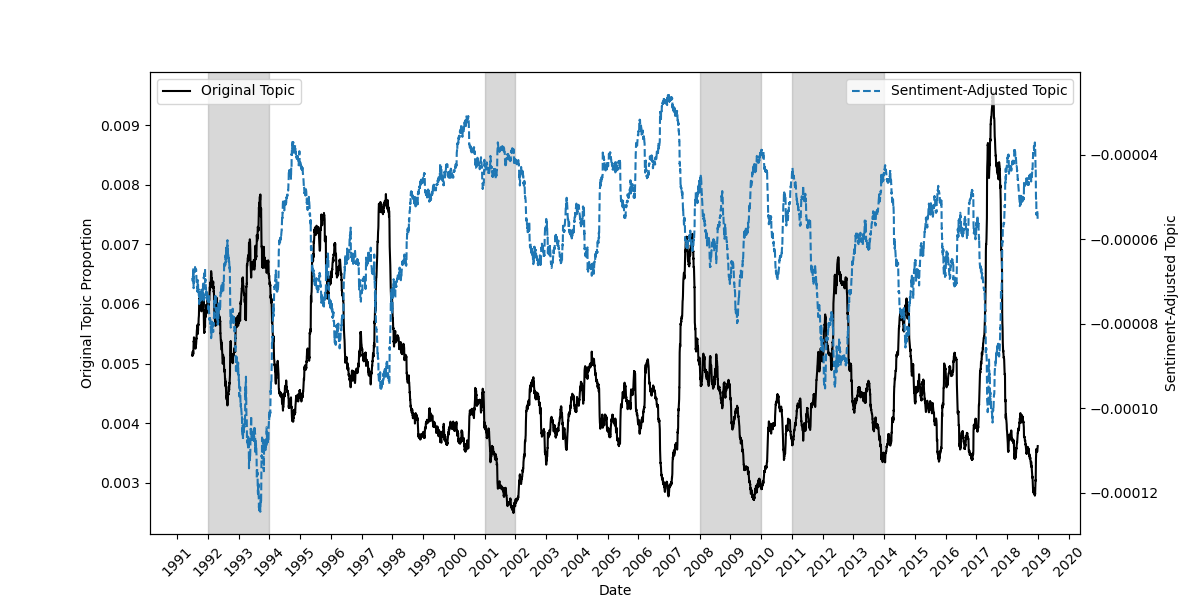 Original Topic
Sentiment-Adjusted Topic
Original Topic Proportion
0.009
0.008
0.007
0.006
0.005
0.004
0.003
−0.00004
−0.00006
−0.00008
−0.00010
−0.00012
Sentiment-Adjusted Topic
1991 1992 1993 1994 1995 1996 1997 1998 1999 2000 2001 2002 2003 2004 2005 2006 2007 2008 2009 2010 2011 2012 2013 2014 2015 2016 2017 2018 2019 2020
Date